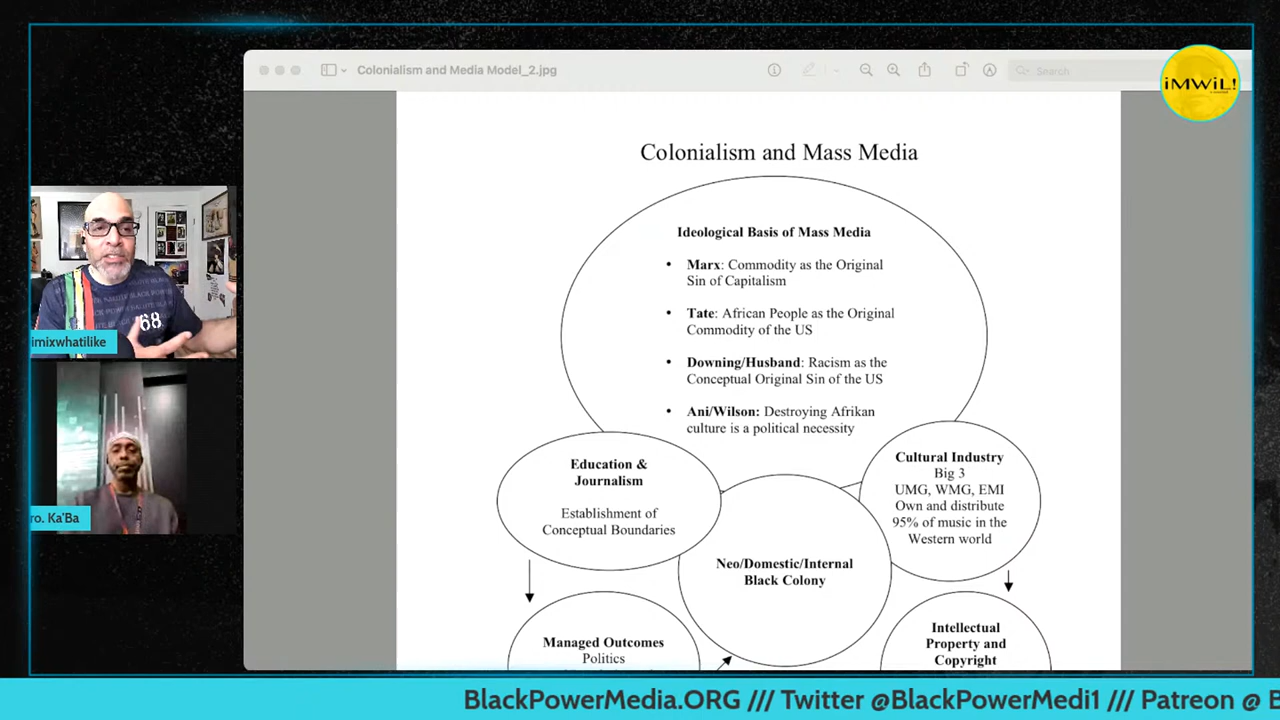 Colonialism and Media Model_2.jpg
Search
iMWiL!
Colonialism and Mass Media
Ideological Basis of Mass Media
• Marx: Commodity as the Original
Sin of Capitalism
• Tate: African People as the Original
Commodity of the US
• Downing/Husband: Racism as the
Conceptual Original Sin of the US
• Ani/Wilson: Destroying Afrikan
culture is a political necessity
Education &
Journalism
Establishment of
Conceptual Boundaries
Cultural Industry
Big 3
UMG, WMG, EMI
Own and distribute
95% of music in the
Western world
Neo/Domestic/Internal
Black Colony
Managed Outcomes
Politics
Intellectual
Property and
Copyright
68
imixwhatilike
ro. Ka'Ba
BlackPowerMedia.ORG /// Twitter @BlackPowerMedi1 /// Patreon @ B